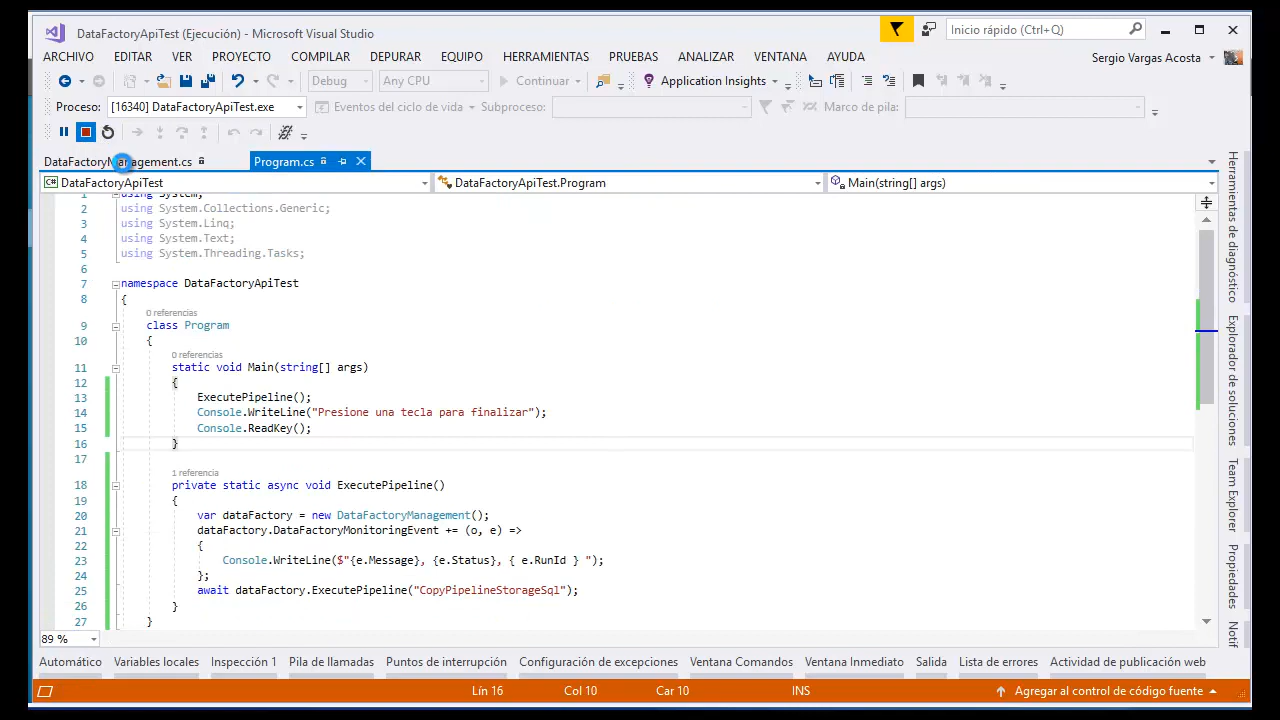 DataFactoryApiTest (Ejecución) - Microsoft Visual Studio
Inicio rápido (Ctrl+Q)
ARCHIVO EDITAR VER PROYECTO COMPILAR DEPURAR EQUIPO HERRAMIENTAS PRUEBAS ANALIZAR VENTANA AYUDA
Sergio Vargas Acosta
Debug Any CPU Continuar Application Insights
Proceso: [16340] DataFactoryApiTest.exe Eventos del ciclo de vida Subproceso: Marco de pila:
DataFactoryManagement.cs Program.cs
DataFactoryApiTest DataFactoryApiTest.Program Main(string[] args)
1 using System;
2 using System.Collections.Generic;
3 using System.Linq;
4 using System.Text;
5 using System.Threading.Tasks;
6
7 namespace DataFactoryApiTest
8 {
0 referencias
9 class Program
10 {
0 referencias
11 static void Main(string[] args)
12 {
13 ExecutePipeline();
14 Console.WriteLine("Presione una tecla para finalizar");
15 Console.ReadKey();
16 }
17
1 referencia
18 private static async void ExecutePipeline()
19 {
20 var dataFactory = new DataFactoryManagement();
21 dataFactory.DataFactoryMonitoringEvent += (o, e) =>
22 {
23 Console.WriteLine($"{e.Message}, {e.Status}, { e.RunId } ");
24 };
25 await dataFactory.ExecutePipeline("CopyPipelineStorageSql");
26 }
27 }
89 %
Herramientas de diagnóstico
Explorador de soluciones
Team Explorer
Propiedades
Notif
Automático Variables locales Inspección 1 Pila de llamadas Puntos de interrupción Configuración de excepciones Ventana Comandos Ventana Inmediato Salida Lista de errores Actividad de publicación web
Lín 16 Col 10 Car 10 INS Agregar al control de código fuente